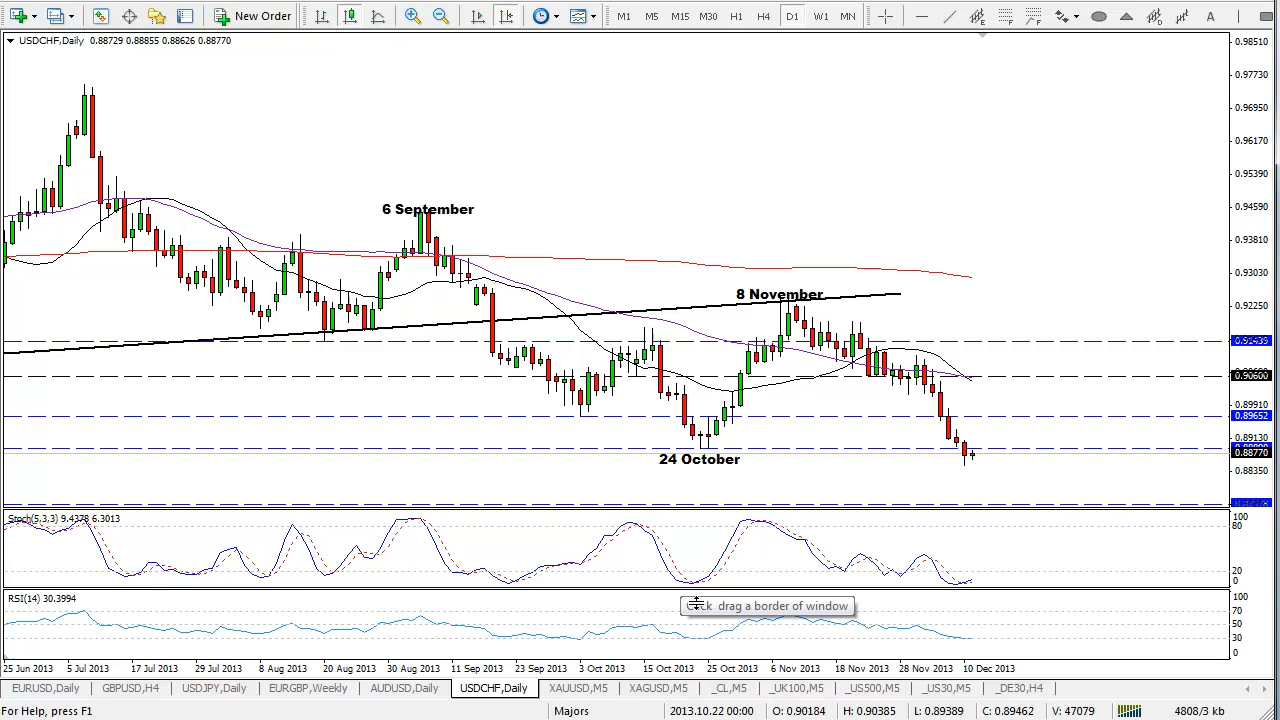 New Order M1 M5 M15 M30 H1 H4 D1 W1 MN A
USDCHF,Daily 0.88729 0.88855 0.88626 0.88770
0.98510
0.97730
0.96950
0.96170
0.95390
6 September
0.94590
0.93810
0.93030
8 November
0.92250
0.91435
0.90600
0.89910
0.89652
0.89130
24 October
0.88770
0.88350
Stoch(5,3,3) 9.4378 6.3013
100
80
20
0
RSI(14) 30.3994
100
70
50
30
0
drag a border of window
25 Jun 2013 5 Jul 2013 17 Jul 2013 29 Jul 2013 8 Aug 2013 20 Aug 2013 30 Aug 2013 11 Sep 2013 23 Sep 2013 3 Oct 2013 15 Oct 2013 25 Oct 2013 6 Nov 2013 18 Nov 2013 28 Nov 2013 10 Dec 2013
EURUSD,Daily GBPUSD,H4 USDJPY,Daily EURGBP,Weekly AUDUSD,Daily USDCHF,Daily XAUUSD,M5 XAGUSD,M5 _CL,M5 _UK100,M5 _US500,M5 _US30,M5 _DE30,H4
For Help, press F1 Majors 2013.10.22 00:00 O: 0.90184 H: 0.90385 L: 0.89389 C: 0.89462 V: 47079 4808/3 kb